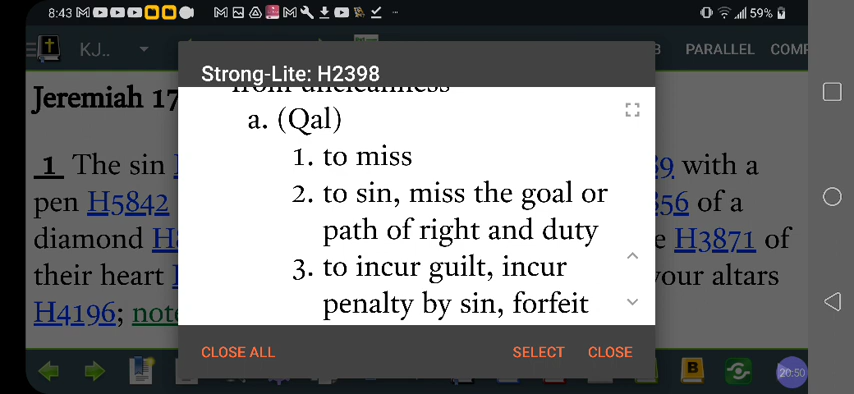 8:43 59%
KJ.. PARALLEL
Strong-Lite: H2398
from uncleanness
a. (Qal)
1. to miss
2. to sin, miss the goal or
path of right and duty
3. to incur guilt, incur
penalty by sin, forfeit
CLOSE ALL SELECT CLOSE
Jeremiah 17
1 The sin with a
pen H5842 of a
diamond H3871 of
their heart your altars
H4196;
B 20:50